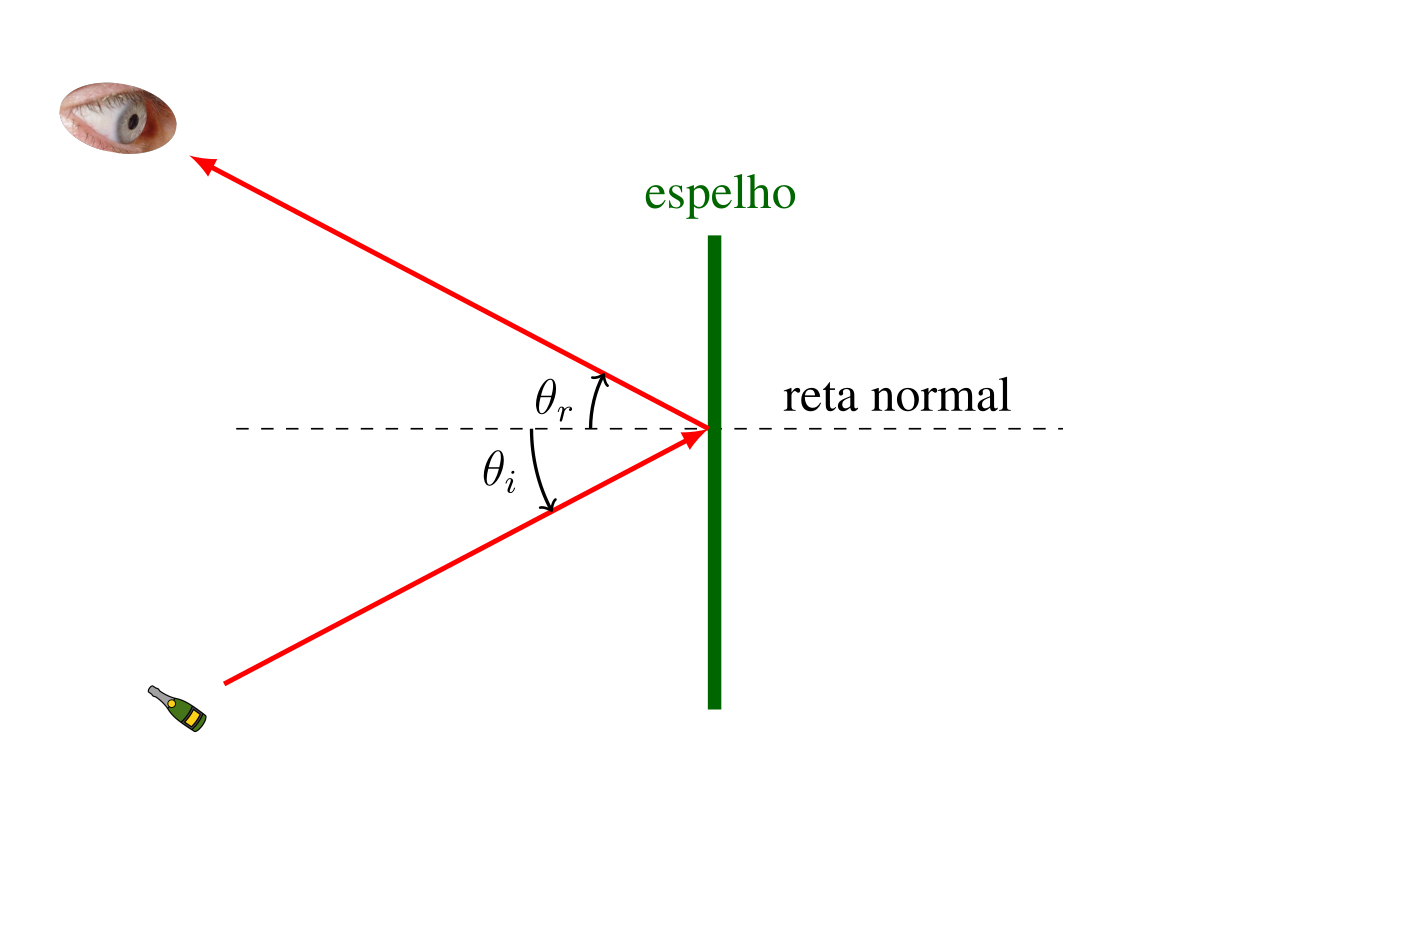 espelho
reta normal
θr
θi